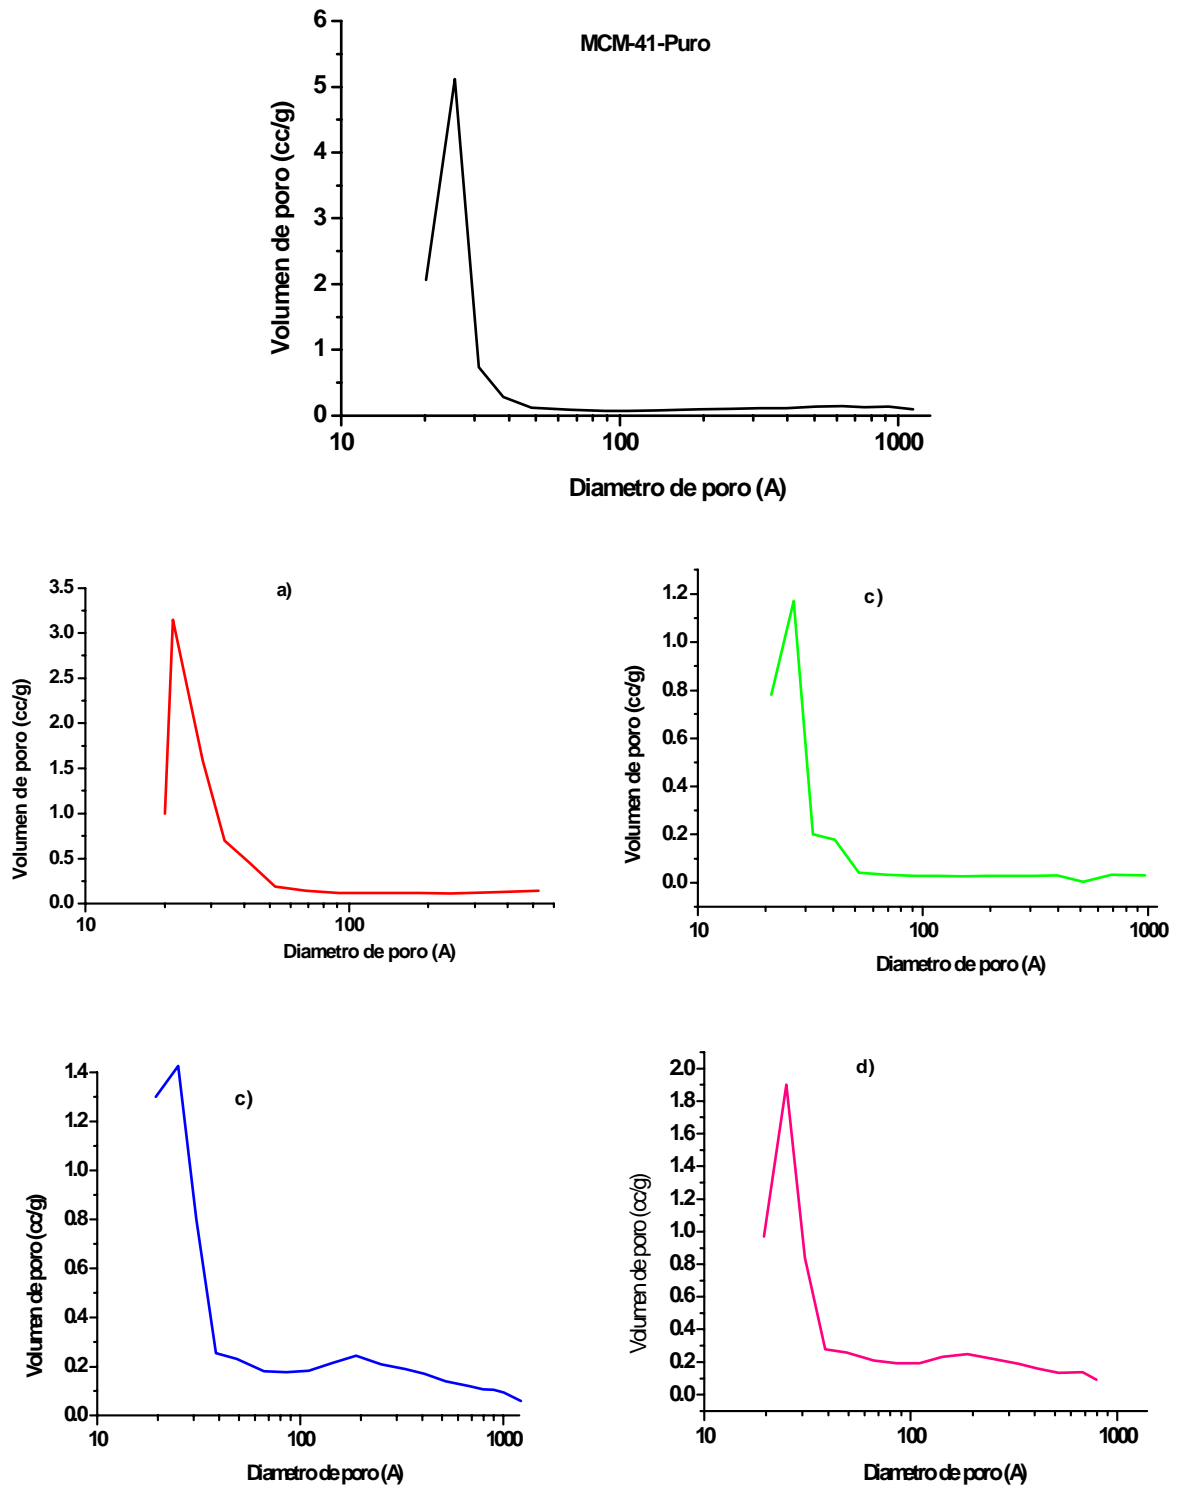 MCM-41-Puro
Volumen de poro (cc/g)
6
5
4
3
2
1
0
10 100 1000
Diametro de poro (A)
a)
Volumen de poro (cc/g)
3.5
3.0
2.5
2.0
1.5
1.0
0.5
0.0
10 100
Diametro de poro (A)
c)
Volumen de poro (cc/g)
1.2
1.0
0.8
0.6
0.4
0.2
0.0
10 100 1000
Diametro de poro (A)
c)
Volumen de poro (cc/g)
1.4
1.2
1.0
0.8
0.6
0.4
0.2
0.0
10 100 1000
Diametro de poro (A)
d)
Volumen de poro (cc/g)
2.0
1.8
1.6
1.4
1.2
1.0
0.8
0.6
0.4
0.2
0.0
10 100 1000
Diametro de poro (A)